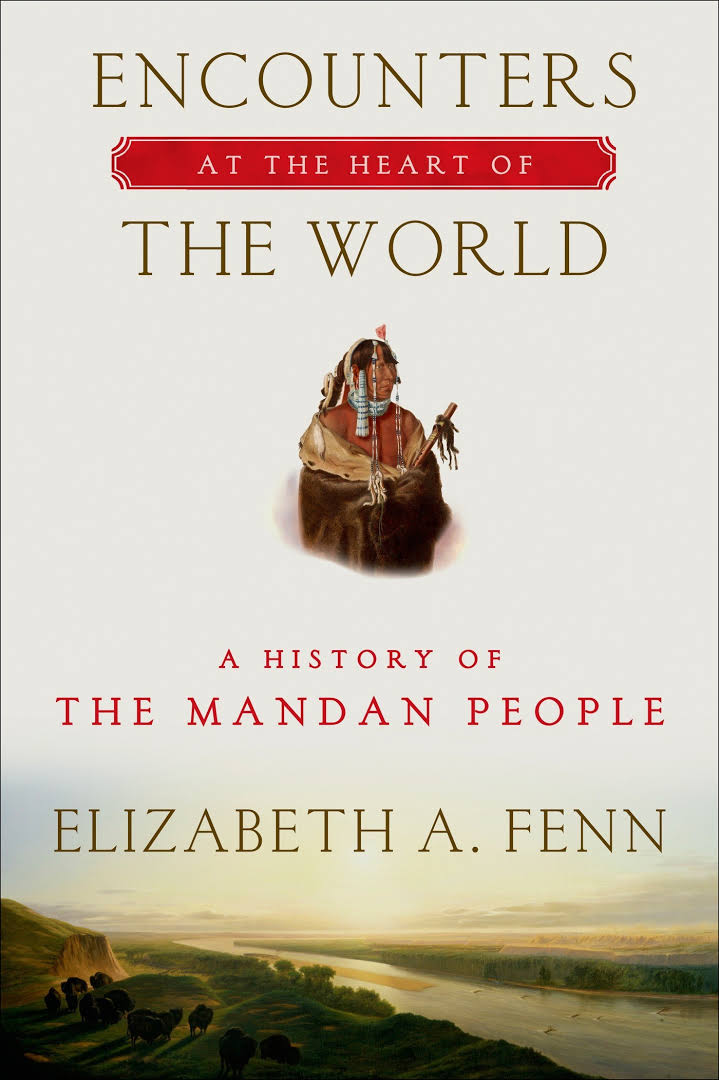 ENCOUNTERS
AT THE HEART OF
THE WORLD
A HISTORY OF
THE MANDAN PEOPLE
ELIZABETH A. FENN